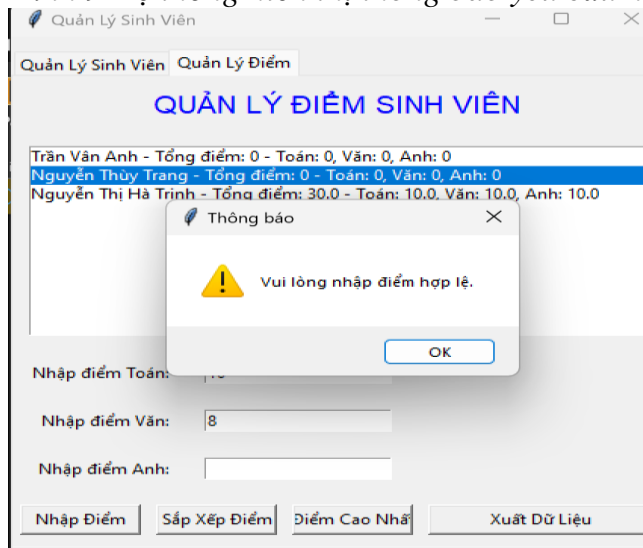 Quản Lý Sinh Viên
Quản Lý Sinh Viên Quản Lý Điểm
QUẢN LÝ ĐIỂM SINH VIÊN
Trần Vân Anh - Tổng điểm: 0 - Toán: 0, Văn: 0, Anh: 0
Nguyễn Thùy Trang - Tổng điểm: 0 - Toán: 0, Văn: 0, Anh: 0
Nguyễn Thị Hà Trinh - Tổng điểm: 30.0 - Toán: 10.0, Văn: 10.0, Anh: 10.0
Thông báo
Vui lòng nhập điểm hợp lệ.
OK
Nhập điểm Toán:
Nhập điểm Văn: 8
Nhập điểm Anh:
Nhập Điểm Sắp Xếp Điểm Điểm Cao Nhấ Xuất Dữ Liệu